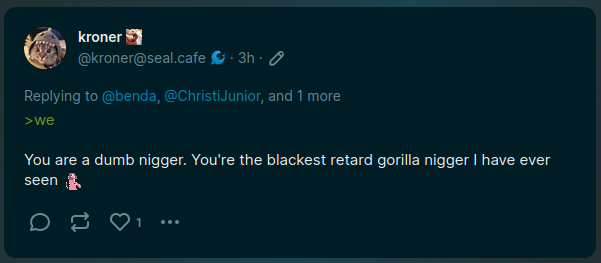 kroner
@kroner@seal.cafe · 3h ·
Replying to @benda, @ChristiJunior, and 1 more
>we
You are a dumb nigger. You're the blackest retard gorilla nigger I have ever
seen
1